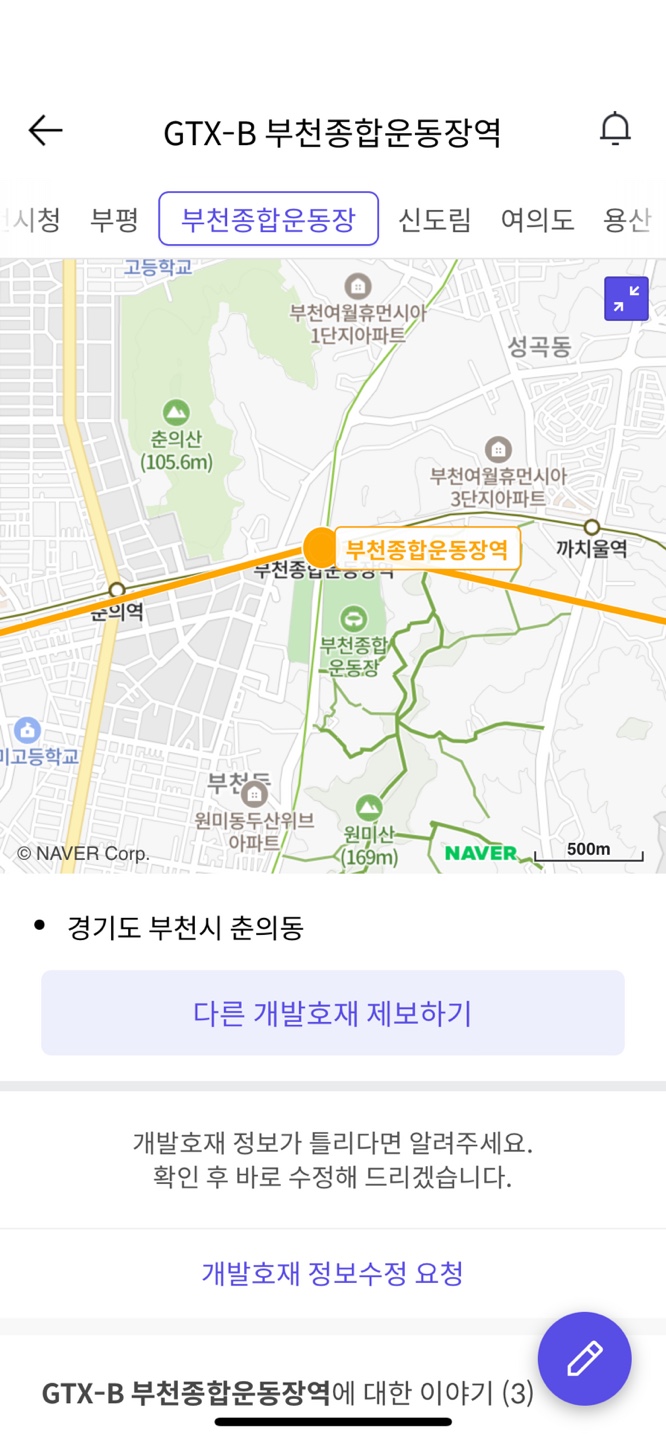 GTX-B 부천종합운동장역
시청 부평 부천종합운동장 신도림 여의도 용산
고등학교
부천여월휴먼시아
1단지아파트
성곡동
춘의산
(105.6m)
부천여월휴먼시아
3단지아파트
부천종합운동장역
까치울역
부천종합운동장역
춘의역
부천종합
운동장
미고등학교
부천동
원미동두산위브
아파트
원미산
(169m)
© NAVER Corp.
NAVER
500m
• 경기도 부천시 춘의동
다른 개발호재 제보하기
개발호재 정보가 틀리다면 알려주세요.
확인 후 바로 수정해 드리겠습니다.
개발호재 정보수정 요청
GTX-B 부천종합운동장역에 대한 이야기 (3)